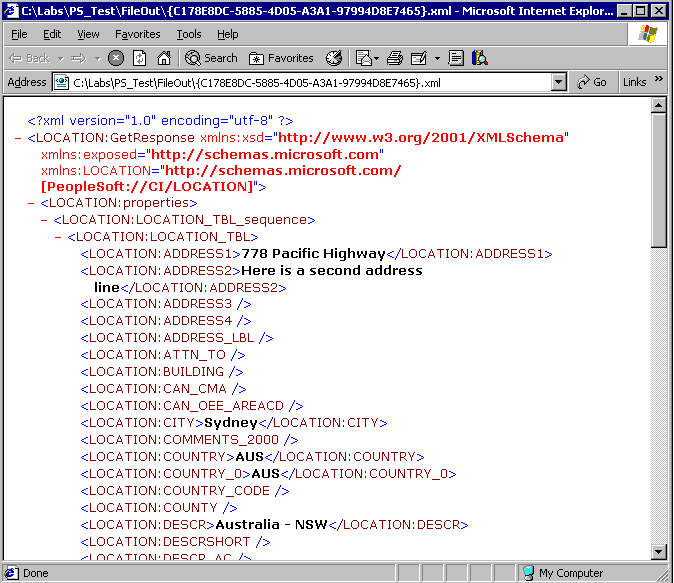 C:\Labs\PS_Test\FileOut\{C178E8DC-5885-4D05-A3A1-97994D8E7465}.xml - Microsoft Internet Explor...
File Edit View Favorites Tools Help
Back Search Favorites
Address C:\Labs\PS_Test\FileOut\{C178E8DC-5885-4D05-A3A1-97994D8E7465}.xml Go Links »
<?xml version="1.0" encoding="utf-8" ?>
- <LOCATION:GetResponse xmlns:xsd="http://www.w3.org/2001/XMLSchema"
xmlns:exposed="http://schemas.microsoft.com"
xmlns:LOCATION="http://schemas.microsoft.com/
[PeopleSoft://CI/LOCATION]">
- <LOCATION:properties>
- <LOCATION:LOCATION_TBL_sequence>
- <LOCATION:LOCATION_TBL>
<LOCATION:ADDRESS1>778 Pacific Highway</LOCATION:ADDRESS1>
<LOCATION:ADDRESS2>Here is a second address
line</LOCATION:ADDRESS2>
<LOCATION:ADDRESS3 />
<LOCATION:ADDRESS4 />
<LOCATION:ADDRESS_LBL />
<LOCATION:ATTN_TO />
<LOCATION:BUILDING />
<LOCATION:CAN_CMA />
<LOCATION:CAN_OEE_AREACD />
<LOCATION:CITY>Sydney</LOCATION:CITY>
<LOCATION:COMMENTS_2000 />
<LOCATION:COUNTRY>AUS</LOCATION:COUNTRY>
<LOCATION:COUNTRY_0>AUS</LOCATION:COUNTRY_0>
<LOCATION:COUNTRY_CODE />
<LOCATION:COUNTY />
<LOCATION:DESCR>Australia - NSW</LOCATION:DESCR>
<LOCATION:DESCRSHORT />
<LOCATION:DESCR_AC />
Done My Computer